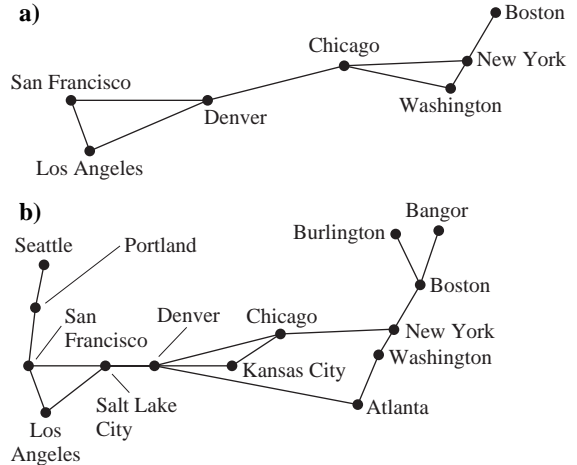 a)
Boston
Chicago
New York
San Francisco
Denver
Washington
Los Angeles
b)
Bangor
Burlington
Seattle
Portland
Boston
San
Francisco
Denver
Chicago
New York
Washington
Kansas City
Salt Lake
City
Atlanta
Los
Angeles